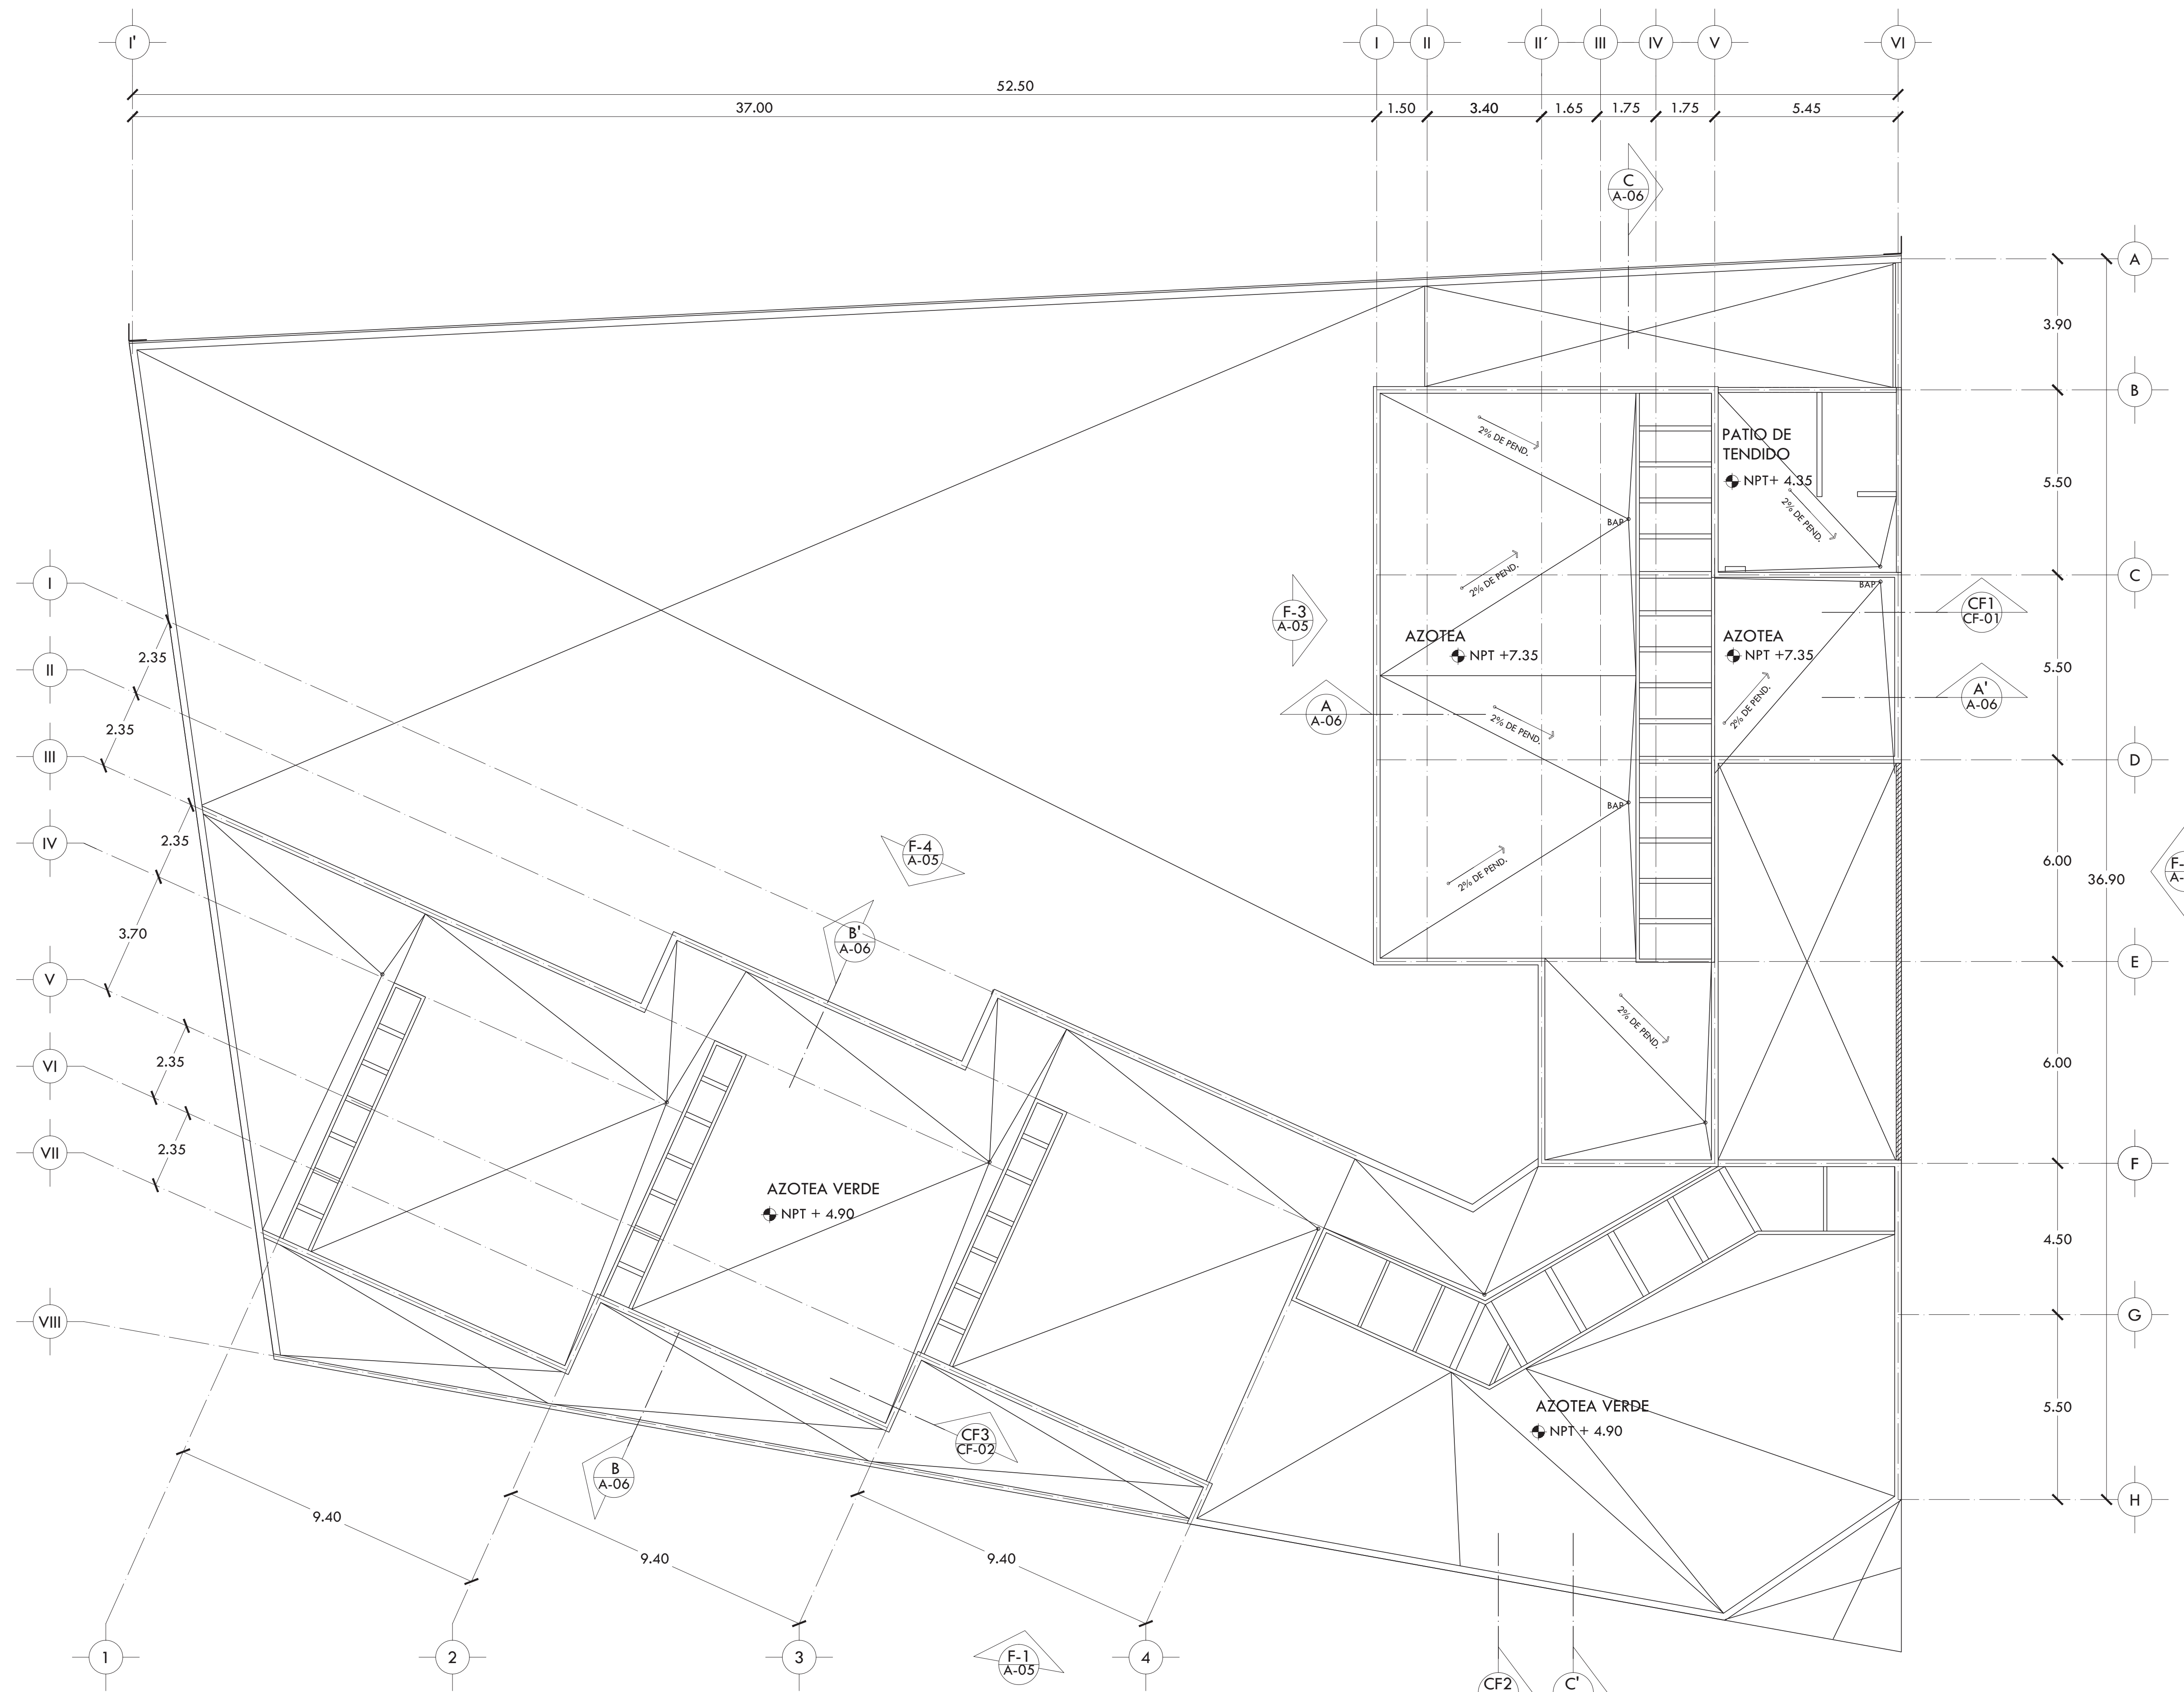 I'
I
II
II´
III
IV
V
VI
52.50
37.00
1.50
3.40
1.65
1.75
1.75
5.45
C
A-06
A
3.90
B
2% DE PEND.
PATIO DE
TENDIDO
NPT+ 4.35
5.50
2% DE PEND.
BAP
2% DE PEND.
BAP
C
I
F-3
A-05
CF1
CF-01
AZOTEA
NPT +7.35
AZOTEA
NPT +7.35
2.35
5.50
II
2% DE PEND.
A'
A-06
A
A-06
2% DE PEND.
2.35
III
D
BAP
2.35
IV
F-4
A-05
6.00
2% DE PEND.
36.90
F-
A-
3.70
B'
A-06
E
V
2% DE PEND.
2.35
VI
6.00
2.35
VII
F
AZOTEA VERDE
NPT + 4.90
4.50
VIII
G
AZOTEA VERDE
NPT + 4.90
5.50
CF3
CF-02
B
A-06
H
9.40
9.40
9.40
1
2
3
F-1
A-05
4
CF2
C'